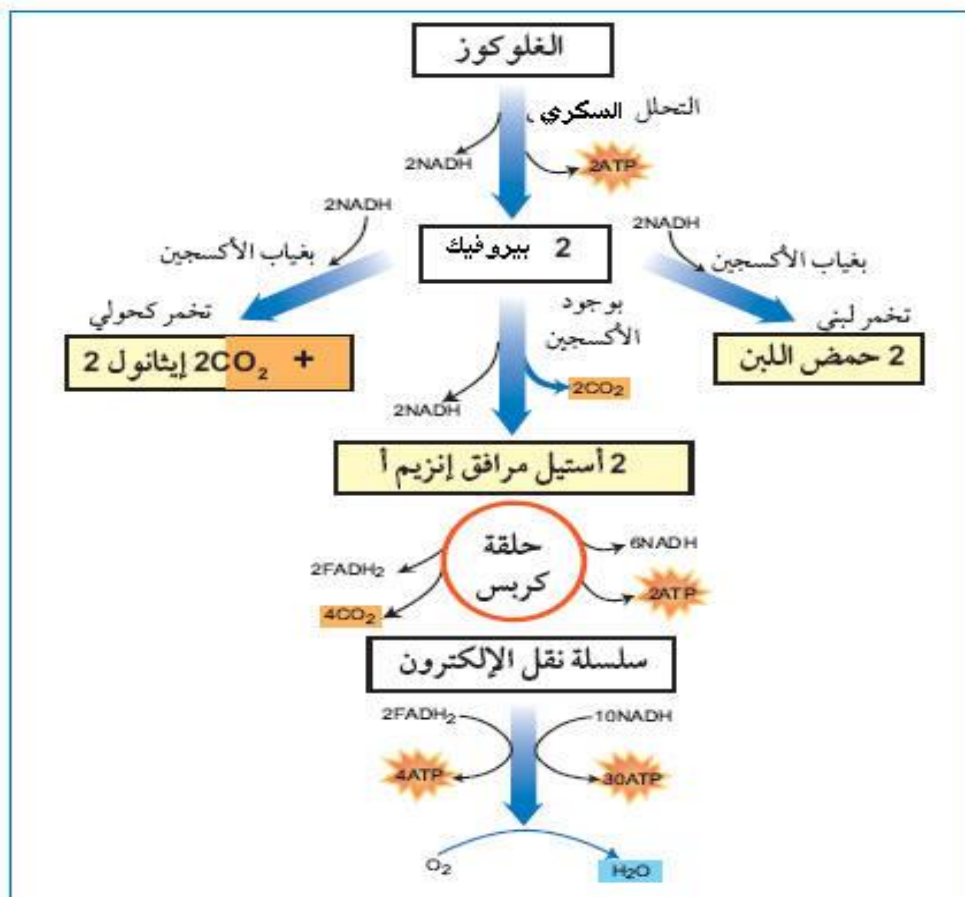 الغلوكوز
التحلل السكري
2NADH
2ATP
2NADH
2NADH
2 بيروفيك
بغياب الأكسجين
بغياب الأكسجين
بوجود
الأكسجين
تخمر كحولي
تخمر لبني
2 إيثانول 2CO₂ +
2 حمض اللبن
2NADH
2CO₂
2 أستيل مرافق إنزيم أ
حلقة
كربس
6NADH
2FADH₂
2ATP
4CO₂
سلسلة نقل الإلكترون
2FADH₂
10NADH
4ATP
30ATP
O₂
H₂O